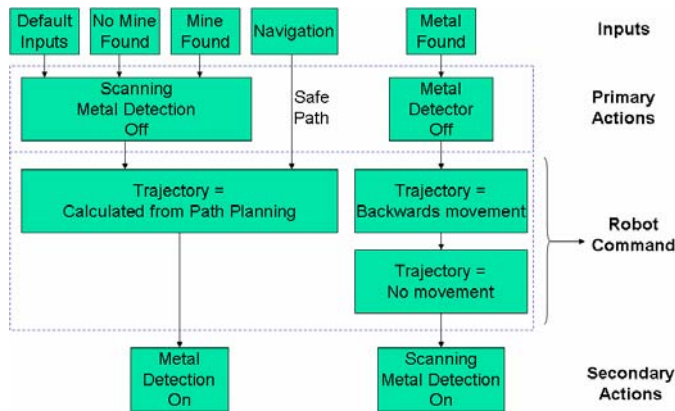 Default
Inputs
No Mine
Found
Mine
Found
Navigation
Metal
Found
Inputs
Scanning
Metal Detection
Off
Safe
Path
Metal
Detector
Off
Primary
Actions
Trajectory =
Calculated from Path Planning
Trajectory =
Backwards movement
Trajectory =
No movement
Robot
Command
Metal
Detection
On
Scanning
Metal Detection
On
Secondary
Actions